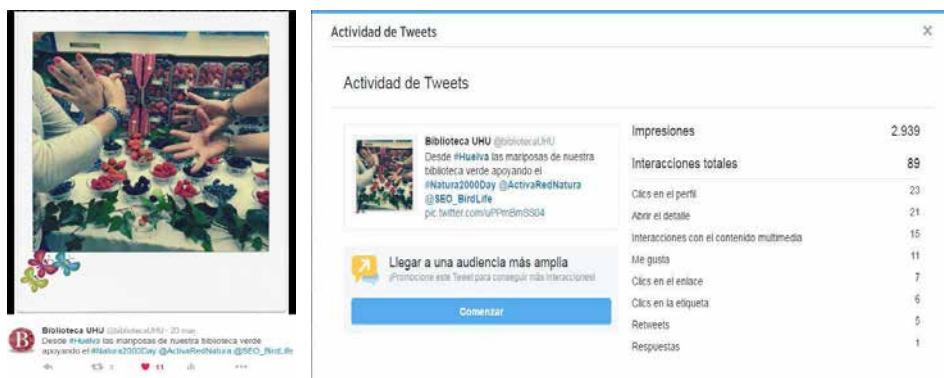 Biblioteca UHU @bibliotecaUHU · 20 may.
Desde #Huelva las mariposas de nuestra biblioteca verde
apoyando el #Natura2000Day @ActivaRedNatura @SEO_BirdLife
11
Actividad de Tweets
Actividad de Tweets
Biblioteca UHU @bibliotecaUHU
Desde #Huelva las mariposas de nuestra
biblioteca verde apoyando el
#Natura2000Day @ActivaRedNatura
@SEO_BirdLife
pic.twitter.com/uPPmBmSS04
Llegar a una audiencia más amplia
¡Promocione este Tweet para conseguir más interacciones!
Comenzar
Impresiones 2.939
Interacciones totales 89
Clics en el perfil 23
Abrir el detalle 21
Interacciones con el contenido multimedia 15
Me gusta 11
Clics en el enlace 7
Clics en la etiqueta 6
Retweets 5
Respuestas 1